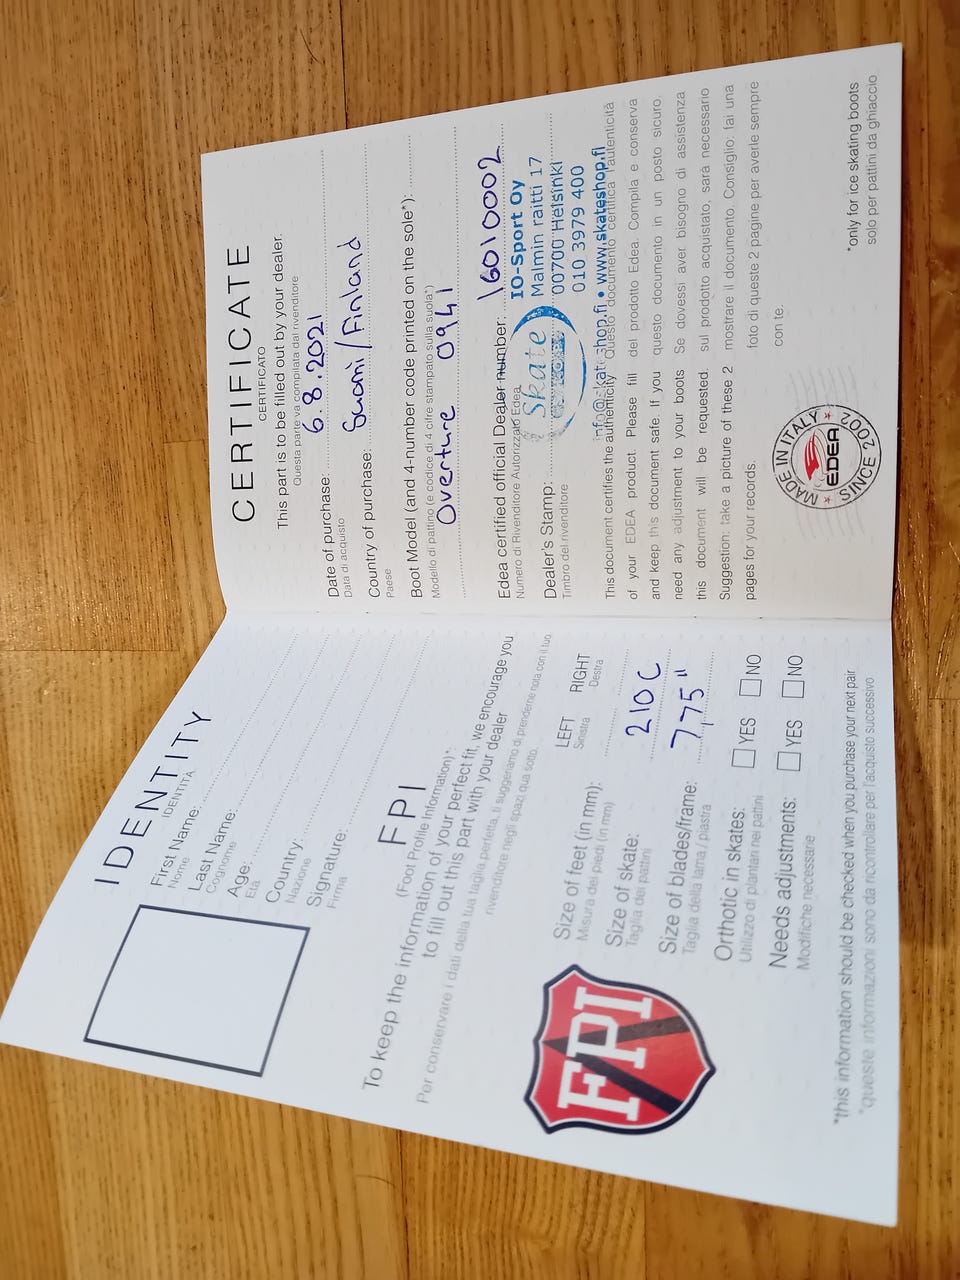 IDENTITY
IDENTITÀ
First Name:
Nome
Last Name:
Cognome
Age:
Età
Country:
Nazione
Signature:
Firma
FPI
(Foot Profile Information)*:
To keep the information of your perfect fit, we encourage you
to fill out this part with your dealer
Per conservare i dati della tua taglia perfetta, ti suggeriamo di prenderne nota con il tuo
rivenditore negli spazi qua sotto.
FPI
LEFT RIGHT
Sinistra Destra
Size of feet (in mm):
Misura dei piedi (in mm)
Size of skate: 210 C
Taglia dei pattini
Size of blades/frame: 7,75"
Taglia della lama / piastra
Orthotic in skates: YES NO
Utilizzo di plantari nei pattini
Needs adjustments: YES NO
Modifiche necessarie
*this information should be checked when you purchase your next pair
*queste informazioni sono da ricontrollare per l'acquisto successivo
CERTIFICATE
CERTIFICATO
This part is to be filled out by your dealer.
Questa parte va compilata dal rivenditore
Date of purchase: 6.8.2021
Data di acquisto
Country of purchase: Suomi/Finland
Paese
Boot Model (and 4-number code printed on the sole*):
Modello di pattino (e codice di 4 cifre stampato sulla suola*)
Overture 0941
Edea certified official Dealer number: 16010002
Numero di Rivenditore Autorizzato Edea
Dealer's Stamp:
Timbro del rivenditore
Skate
IO-Sport Oy
Malmin raitti 17
00700 Helsinki
010 3979 400
info@skateshop.fi • www.skateshop.fi
This document certifies the authenticity
of your EDEA product. Please fill
and keep this document safe. If you
need any adjustment to your boots
this document will be requested.
Suggestion: take a picture of these 2
pages for your records.
Questo documento certifica l'autenticità
del prodotto Edea. Compila e conserva
questo documento in un posto sicuro.
Se dovessi aver bisogno di assistenza
sul prodotto acquistato, sarà necessario
mostrare il documento. Consiglio: fai una
foto di queste 2 pagine per averle sempre
con te.
MADE IN ITALY
EDEA
SINCE 2002
*only for ice skating boots
solo per pattini da ghiaccio